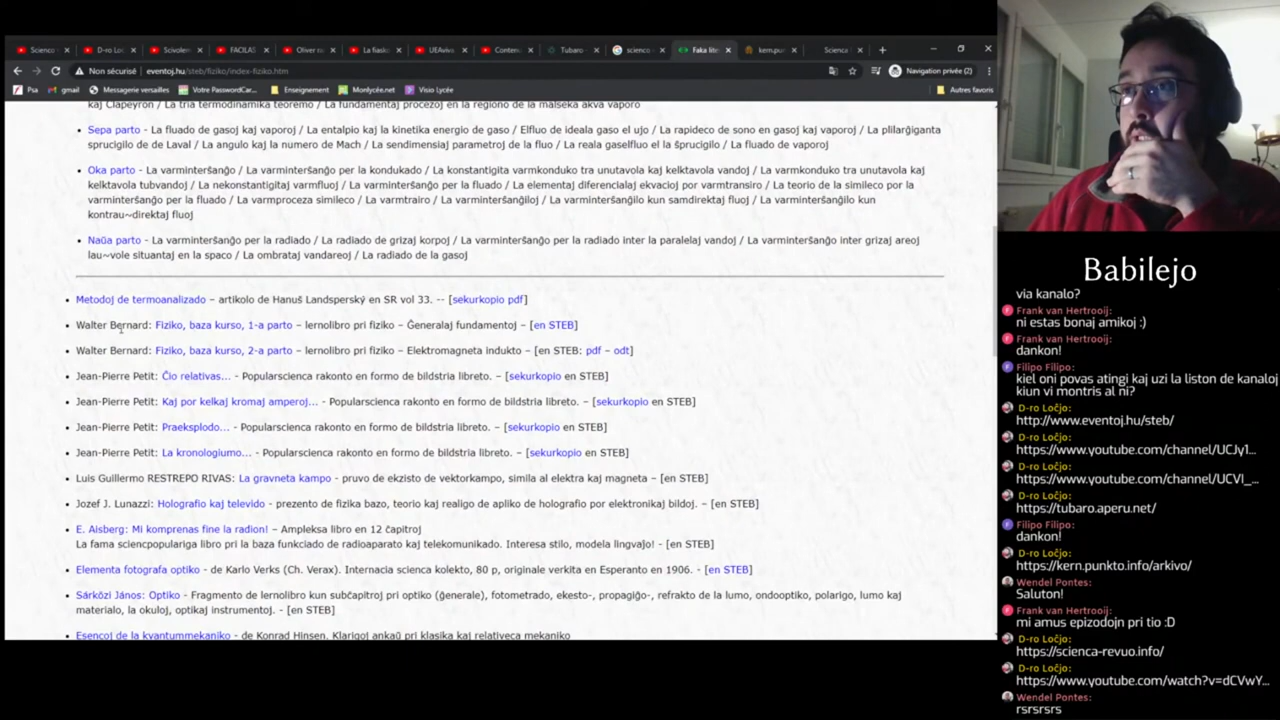 Scienco
D-ro Loĉ
Scivolem
FACILAS
Oliver n
La fiasko
UEAviva
Conteno
Tubaro
scienco
Faka lite
kern.pun
Scienca
Non sécurisé eventoj.hu/steb/fiziko/index-fiziko.htm
Navigation privée (2)
Psa gmail Messagerie versailles Votre PasswordCar... Enseignement Monlycée.net Visio Lycée Autres favoris
kaj Clapeyron / La tria termodinamika teoremo / La fundamentaj procezoj en la regiono de la malseka akva vaporo
Sepa parto - La fluado de gasoj kaj vaporoj / La entalpio kaj la kinetika energio de gaso / Elfluo de ideala gaso el ujo / La rapideco de sono en gasoj kaj vaporoj / La plilarĝiganta
sprucigilo de de Laval / La angulo kaj la numero de Mach / La sendimensiaj parametroj de la fluo / La reala gaselfluo el la ŝprucigilo / La fluado de vaporoj
Oka parto - La varminterŝanĝo / La varminterŝanĝo per la kondukado / La konstantigita varmkonduko tra unutavola kaj kelktavola vandoj / La varmkonduko tra unutavola kaj
kelktavola tubvandoj / La nekonstantigitaj varmfluoj / La varminterŝanĝo per la fluado / La elementaj diferencialaj ekvacioj por varmtransiro / La teorio de la simileco por la
varminterŝanĝo per la fluado / La varmproceza simileco / La varmtrairo / La varminterŝanĝiloj / La varminterŝanĝilo kun samdirektaj fluoj / La varminterŝanĝilo kun
kontrau~direktaj fluoj
Naŭa parto - La varminterŝanĝo per la radiado / La radiado de grizaj korpoj / La varminterŝanĝo per la radiado inter la paralelaj vandoj / La varminterŝanĝo inter grizaj areoj
lau~vole situantaj en la spaco / La ombrataj vandareoj / La radiado de la gasoj
Metodoj de termoanalizado – artikolo de Hanuš Landsperský en SR vol 33. -- [sekurkopio pdf]
Walter Bernard: Fiziko, baza kurso, 1-a parto – lernolibro pri fiziko – Ĝeneralaj fundamentoj – [en STEB]
Walter Bernard: Fiziko, baza kurso, 2-a parto – lernolibro pri fiziko – Elektromagneta indukto – [en STEB: pdf – odt]
Jean-Pierre Petit: Ĉio relativas... - Popularscienca rakonto en formo de bildstria libreto. – [sekurkopio en STEB]
Jean-Pierre Petit: Kaj por kelkaj kromaj amperoj... - Popularscienca rakonto en formo de bildstria libreto. – [sekurkopio en STEB]
Jean-Pierre Petit: Praeksplodo... - Popularscienca rakonto en formo de bildstria libreto. – [sekurkopio en STEB]
Jean-Pierre Petit: La kronologiumo... – Popularscienca rakonto en formo de bildstria libreto. – [sekurkopio en STEB]
Luis Guillermo RESTREPO RIVAS: La gravneta kampo - pruvo de ekzisto de vektorkampo, simila al elektra kaj magneta – [en STEB]
Jozef J. Lunazzi: Holografio kaj televido - prezento de fizika bazo, teorio kaj realigo de apliko de holografio por elektronikaj bildoj. – [en STEB]
E. Aisberg: Mi komprenas fine la radion! – Ampleksa libro en 12 ĉapitroj
La fama sciencpopulariga libro pri la baza funkciado de radioaparato kaj telekomunikado. Interesa stilo, modela lingvaĵo! - [en STEB]
Elementa fotografa optiko - de Karlo Verks (Ch. Verax). Internacia scienca kolekto, 80 p, originale verkita en Esperanto en 1906. - [en STEB]
Sárközi János: Optiko - Fragmento de lernolibro kun subĉapitroj pri optiko (ĝenerale), fotometrado, ekesto-, propagiĝo-, refrakto de la lumo, ondooptiko, polarigo, lumo kaj
materialo, la okuloj, optikaj instrumentoj. - [en STEB]
Esencoj de la kvantummekaniko - de Konrad Hinsen. Klarigoj ankaŭ pri klasika kaj relativeca mekaniko
Babilejo
via kanalo?
Frank van Hertrooij:
ni estas bonaj amikoj :)
Frank van Hertrooij:
dankon!
Filipo Filipo:
kiel oni povas atingi kaj uzi la liston de kanaloj
kiun vi montris al ni?
D-ro Loĉjo:
http://www.eventoj.hu/steb/
D-ro Loĉjo:
https://www.youtube.com/channel/UCJy1...
D-ro Loĉjo:
https://www.youtube.com/channel/UCVl_...
D-ro Loĉjo:
https://tubaro.aperu.net/
Filipo Filipo:
dankon!
D-ro Loĉjo:
https://kern.punkto.info/arkivo/
Wendel Pontes:
Saluton!
Frank van Hertrooij:
mi amus epizodojn pri tio :D
D-ro Loĉjo:
https://scienca-revuo.info/
D-ro Loĉjo:
https://www.youtube.com/watch?v=dCVwY...
Wendel Pontes:
rsrsrsrs